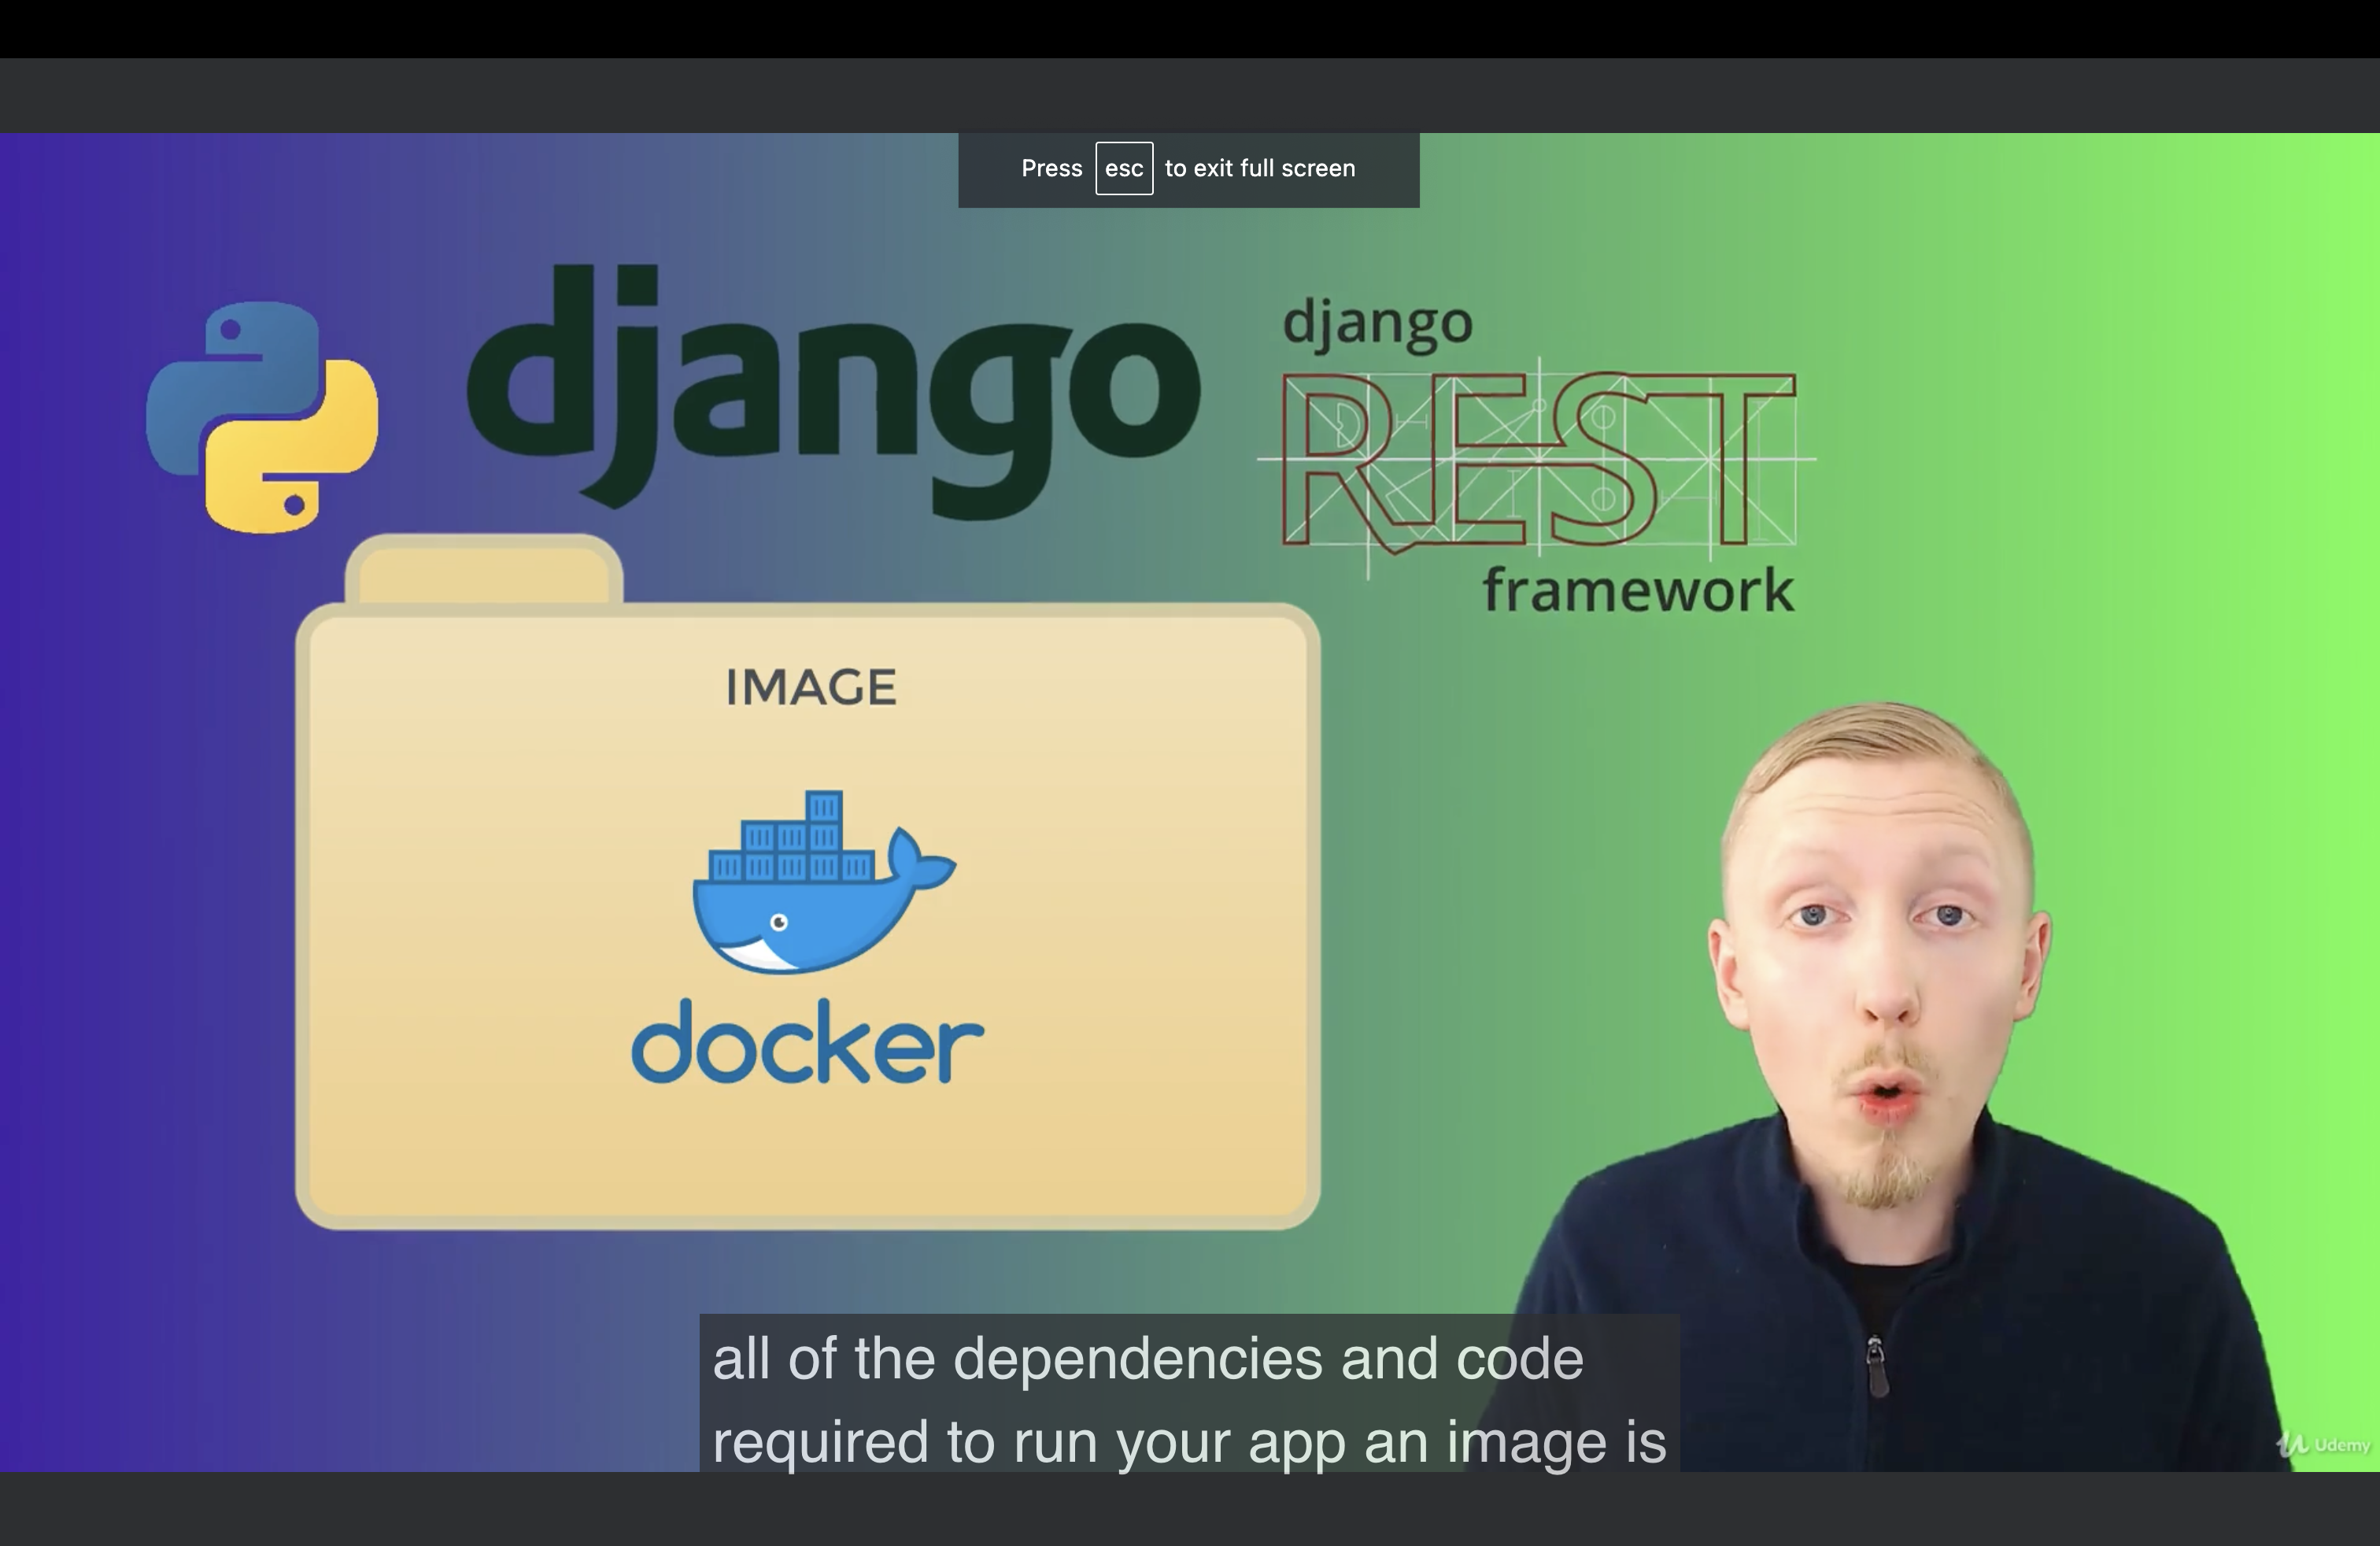 Press esc to exit full screen
django
django
REST
framework
IMAGE
docker
all of the dependencies and code
required to run your app an image is
Udemy